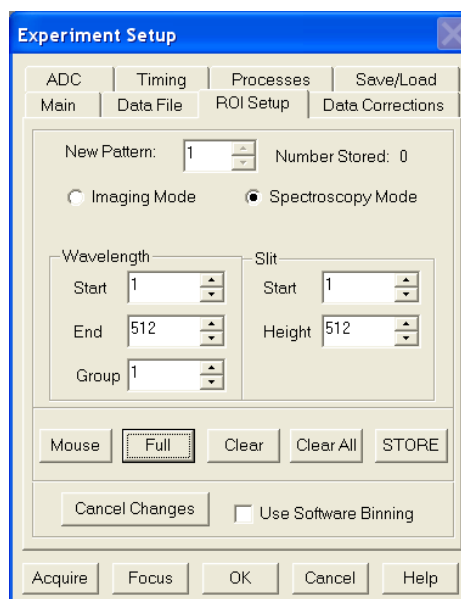 Experiment Setup
ADC Timing Processes Save/Load
Main Data File ROI Setup Data Corrections
New Pattern: 1 Number Stored: 0
Imaging Mode Spectroscopy Mode
Wavelength Slit
Start 1 Start 1
End 512 Height 512
Group 1
Mouse Full Clear Clear All STORE
Cancel Changes Use Software Binning
Acquire Focus OK Cancel Help